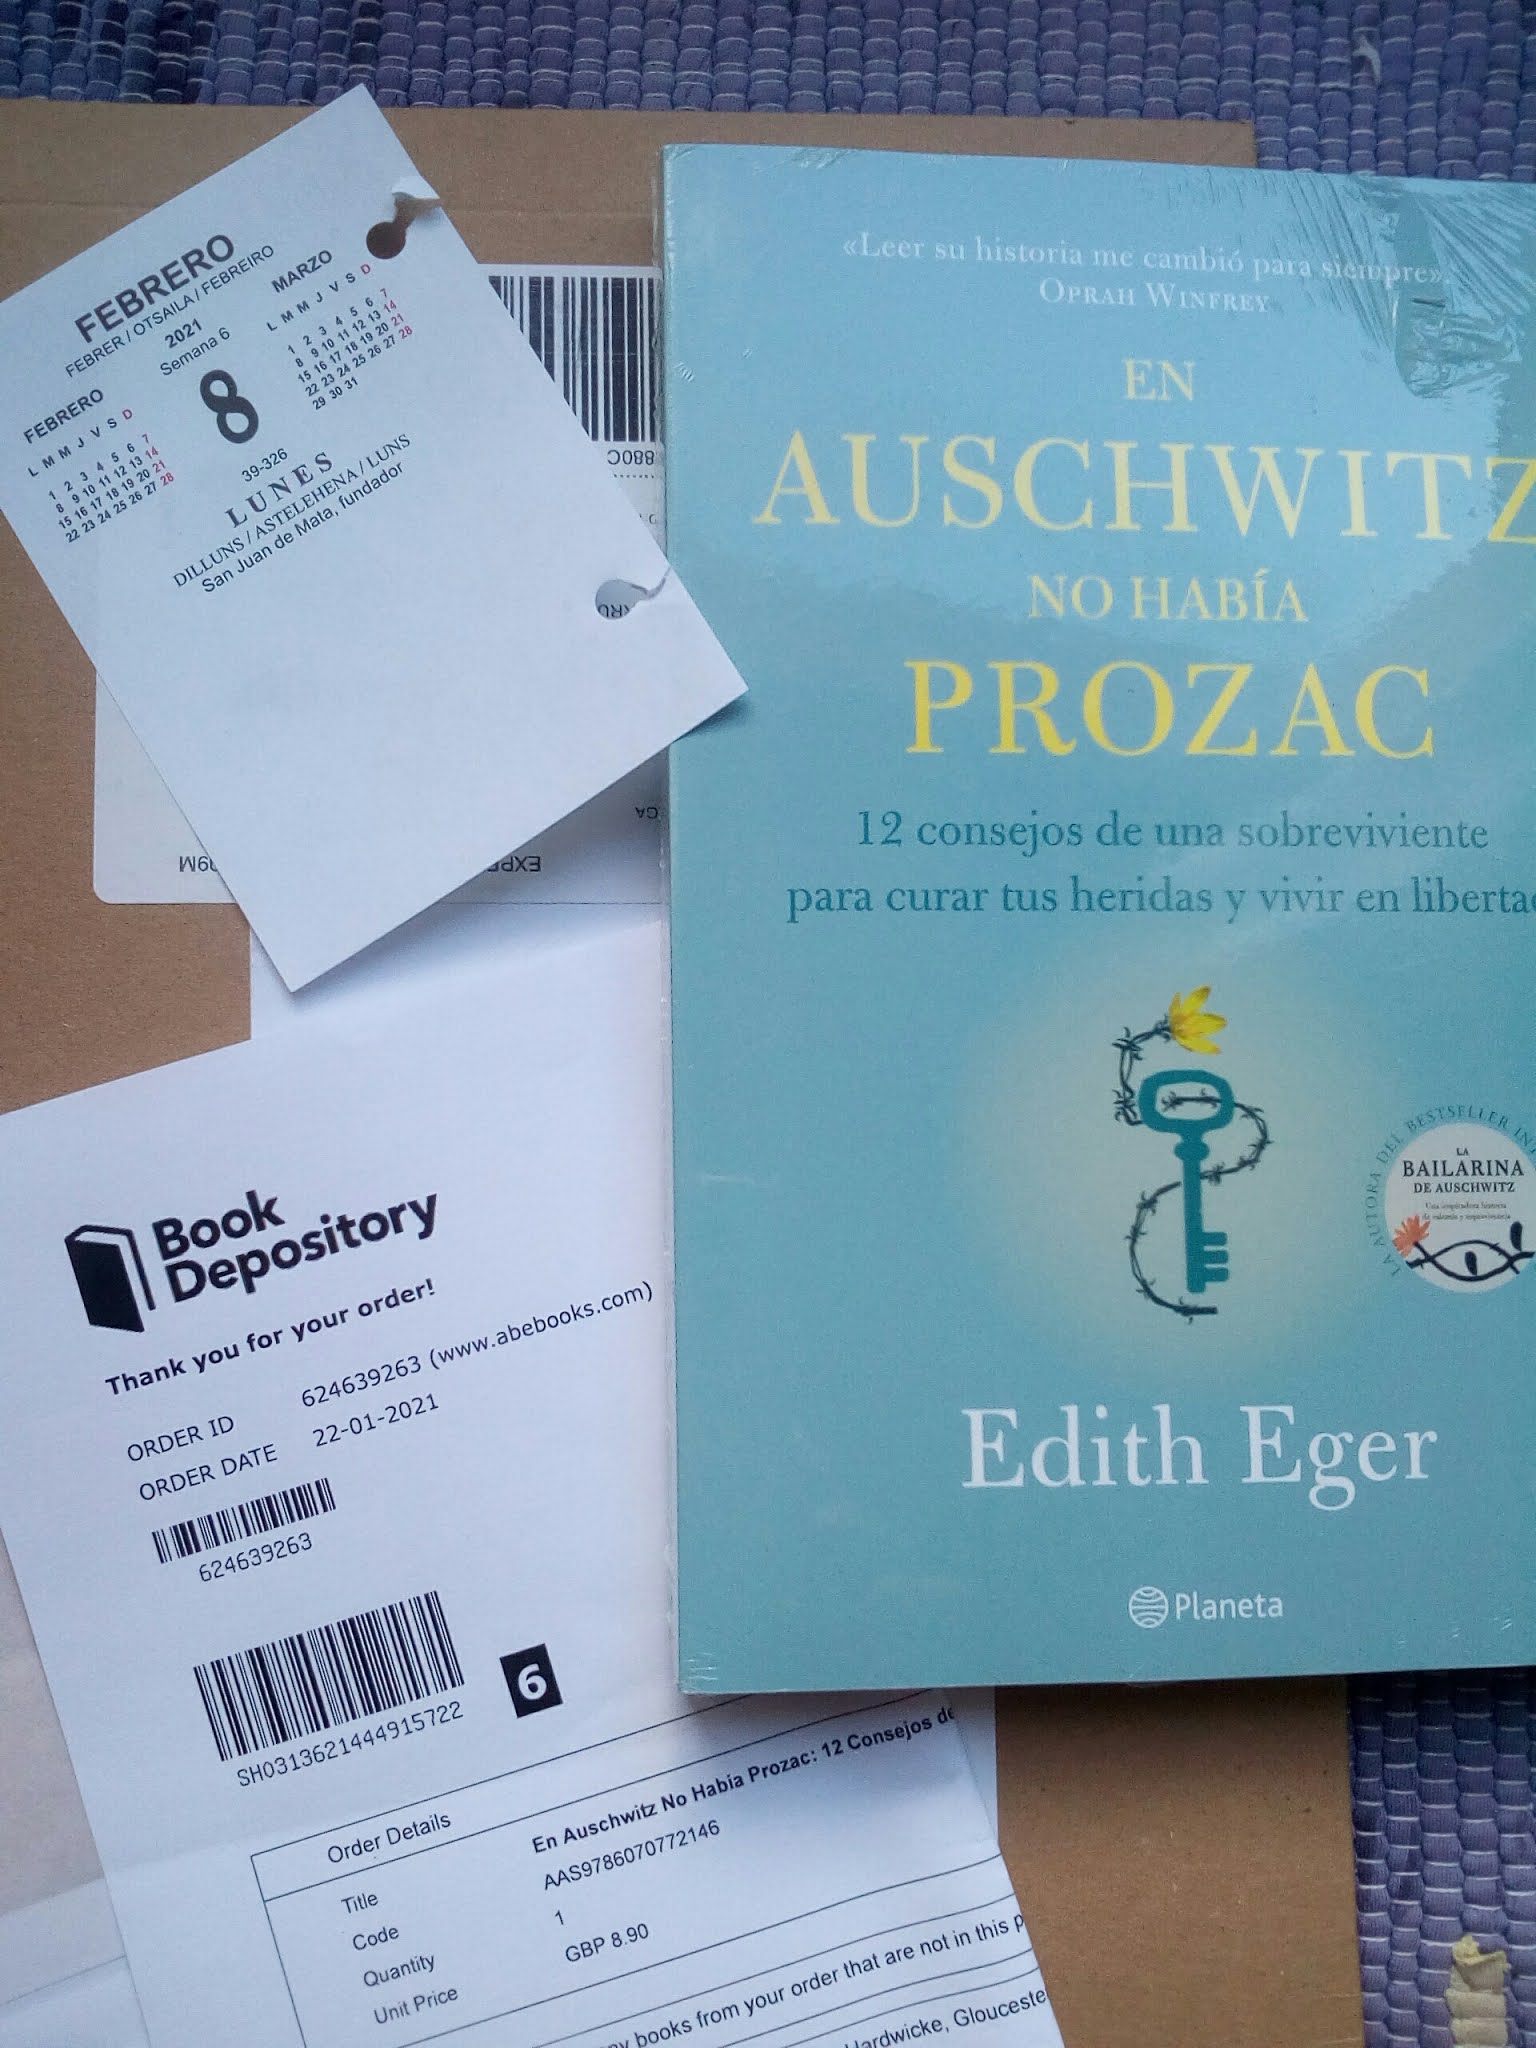 FEBRERO
FEBRER / OTSAILA / FEBREIRO
2021
Semana 6
FEBRERO
L M M J V S D
1 2 3 4 5 6 7
8 9 10 11 12 13 14
15 16 17 18 19 20 21
22 23 24 25 26 27 28
8
MARZO
L M M J V S D
1 2 3 4 5 6 7
8 9 10 11 12 13 14
15 16 17 18 19 20 21
22 23 24 25 26 27 28
29 30 31
39-326
LUNES
DILLUNS / ASTELEHENA / LUNS
San Juan de Mata, fundador
«Leer su historia me cambió para siempre».
OPRAH WINFREY
EN
AUSCHWITZ
NO HABÍA
PROZAC
12 consejos de una sobreviviente
para curar tus heridas y vivir en libertad
LA AUTORA DEL BESTSELLER
LA
BAILARINA
DE AUSCHWITZ
Una inspiradora historia
de valentía y supervivencia
Edith Eger
Planeta
Book
Depository
Thank you for your order!
ORDER ID 624639263 (www.abebooks.com)
ORDER DATE 22-01-2021
624639263
SH0313621444915722
6
Order Details
Title En Auschwitz No Habia Prozac: 12 Consejos de
Code AAS9786070772146
Quantity 1
Unit Price GBP 8.90
books from your order that are not in this
Hardwicke,